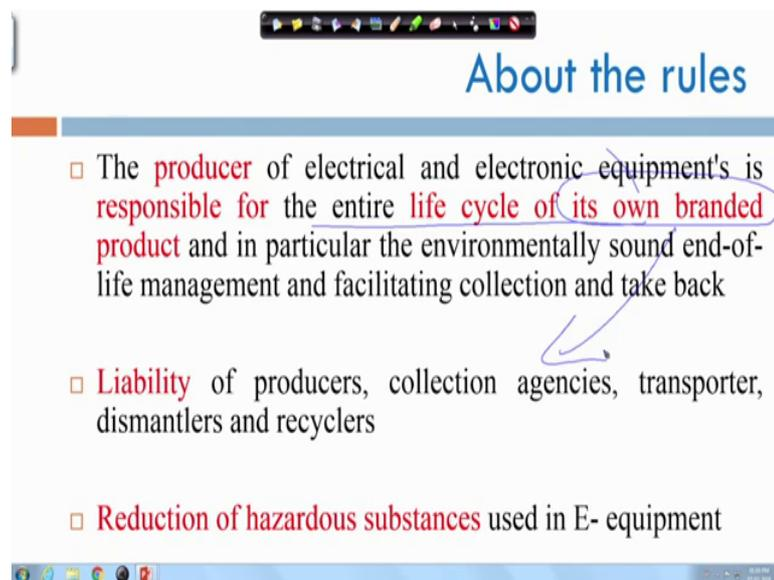 About the rules
The producer of electrical and electronic equipment's is
responsible for the entire life cycle of its own branded
product and in particular the environmentally sound end-of-
life management and facilitating collection and take back
Liability of producers, collection agencies, transporter,
dismantlers and recyclers
Reduction of hazardous substances used in E- equipment